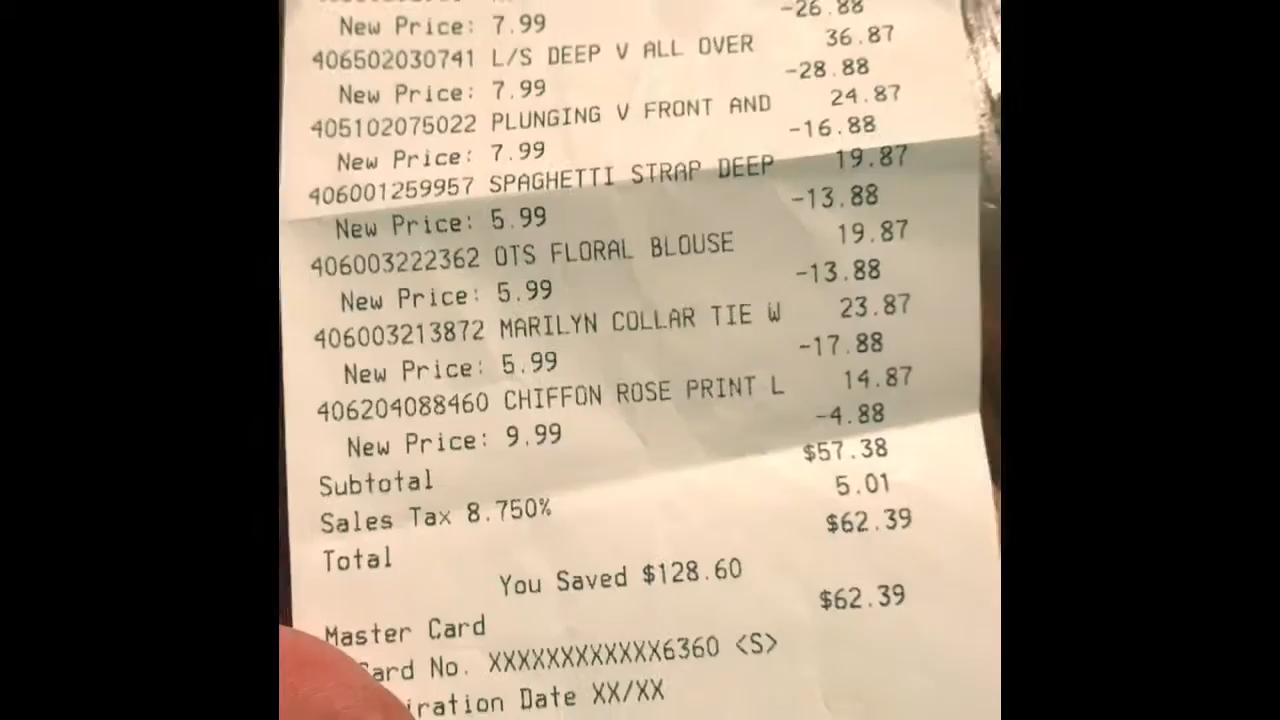 -26.88
New Price: 7.99
406502030741 L/S DEEP V ALL OVER 36.87
-28.88
New Price: 7.99
405102075022 PLUNGING V FRONT AND 24.87
-16.88
New Price: 7.99
406001259957 SPAGHETTI STRAP DEEP 19.87
-13.88
New Price: 5.99
406003222362 OTS FLORAL BLOUSE 19.87
-13.88
New Price: 5.99
406003213872 MARILYN COLLAR TIE W 23.87
-17.88
New Price: 5.99
406204088460 CHIFFON ROSE PRINT L 14.87
-4.88
New Price: 9.99
Subtotal $57.38
Sales Tax 8.750% 5.01
Total $62.39
You Saved $128.60
Master Card $62.39
ard No. XXXXXXXXXXXX6360 <S>
iration Date XX/XX